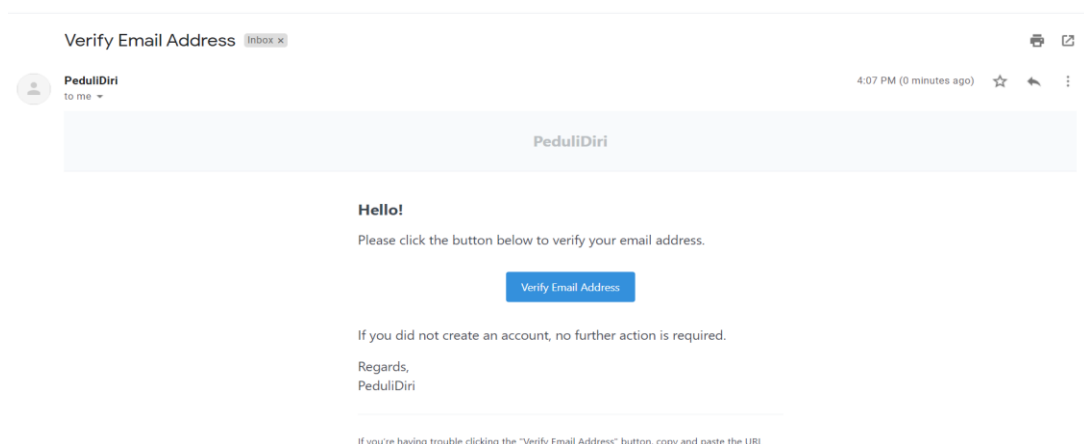 Verify Email Address Inbox x
PeduliDiri
4:07 PM (0 minutes ago)
to me
PeduliDiri
Hello!
Please click the button below to verify your email address.
Verify Email Address
If you did not create an account, no further action is required.
Regards,
PeduliDiri
If you're having trouble clicking the "Verify Email Address" button, copy and paste the URL